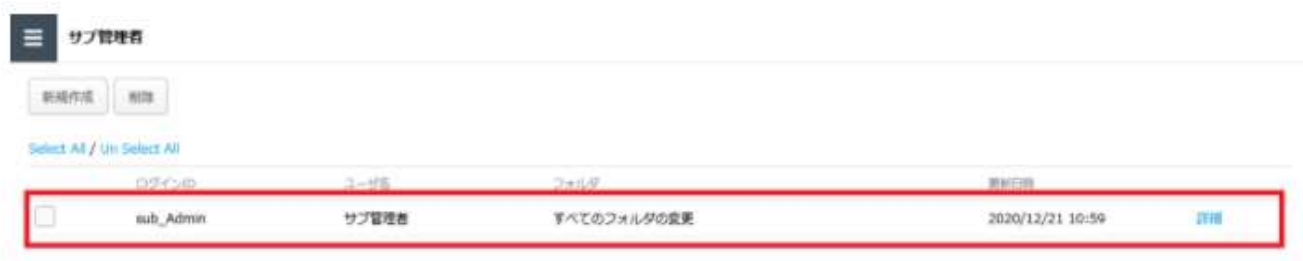 サブ管理者
新規作成 削除
Select All / Un Select All
ログインID ユーザ名 フォルダ 更新日時
sub_Admin サブ管理者 すべてのフォルダの変更 2020/12/21 10:59 詳細